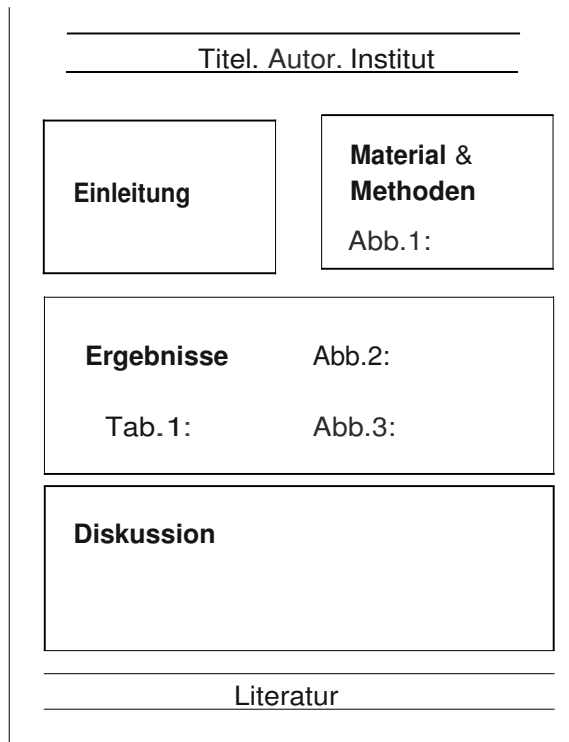 Titel. Autor. Institut
Einleitung
Material &
Methoden
Abb.1:
Ergebnisse
Abb.2:
Tab.1:
Abb.3:
Diskussion
Literatur